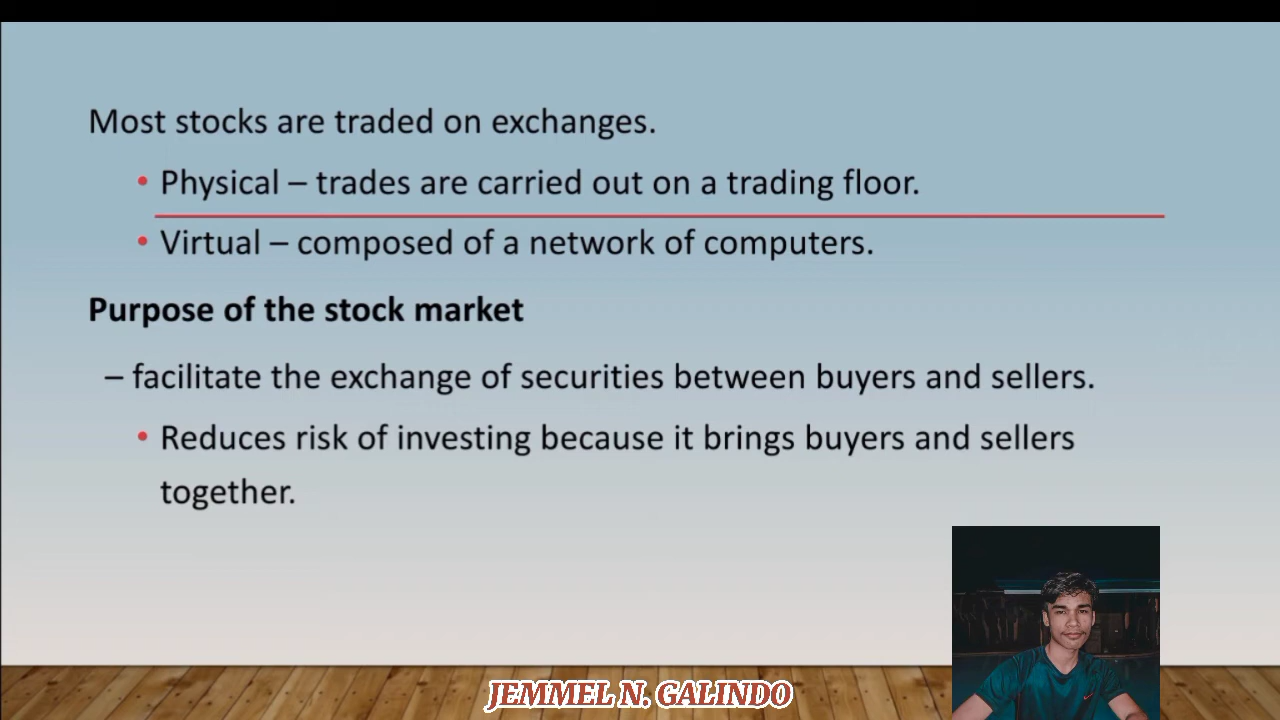 Most stocks are traded on exchanges.
• Physical – trades are carried out on a trading floor.
• Virtual – composed of a network of computers.
Purpose of the stock market
– facilitate the exchange of securities between buyers and sellers.
• Reduces risk of investing because it brings buyers and sellers
together.
JEMMEL N. GALINDO